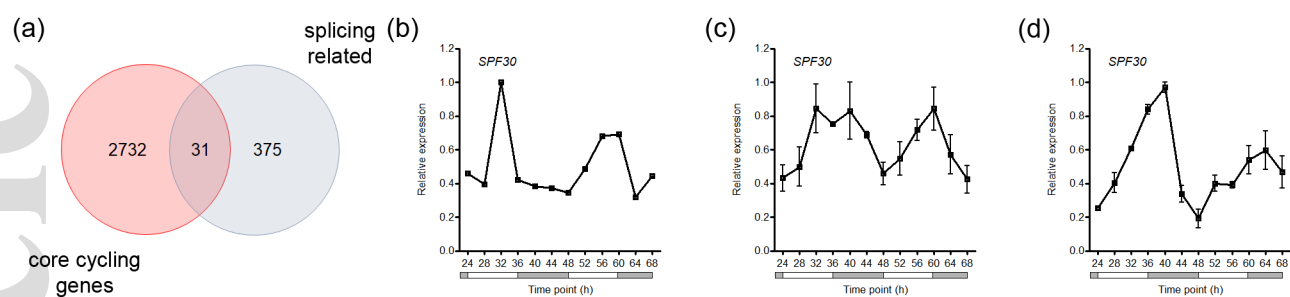 (a)
splicing
related
2732
31
375
core cycling
genes
(b)
SPF30
Relative expression
1.2
1.0
0.8
0.6
0.4
0.2
0.0
24 28 32 36 40 44 48 52 56 60 64 68
Time point (h)
(c)
SPF30
Relative expression
1.2
1.0
0.8
0.6
0.4
0.2
0.0
24 28 32 36 40 44 48 52 56 60 64 68
Time point (h)
(d)
SPF30
Relative expression
1.2
1.0
0.8
0.6
0.4
0.2
0.0
24 28 32 36 40 44 48 52 56 60 64 68
Time point (h)